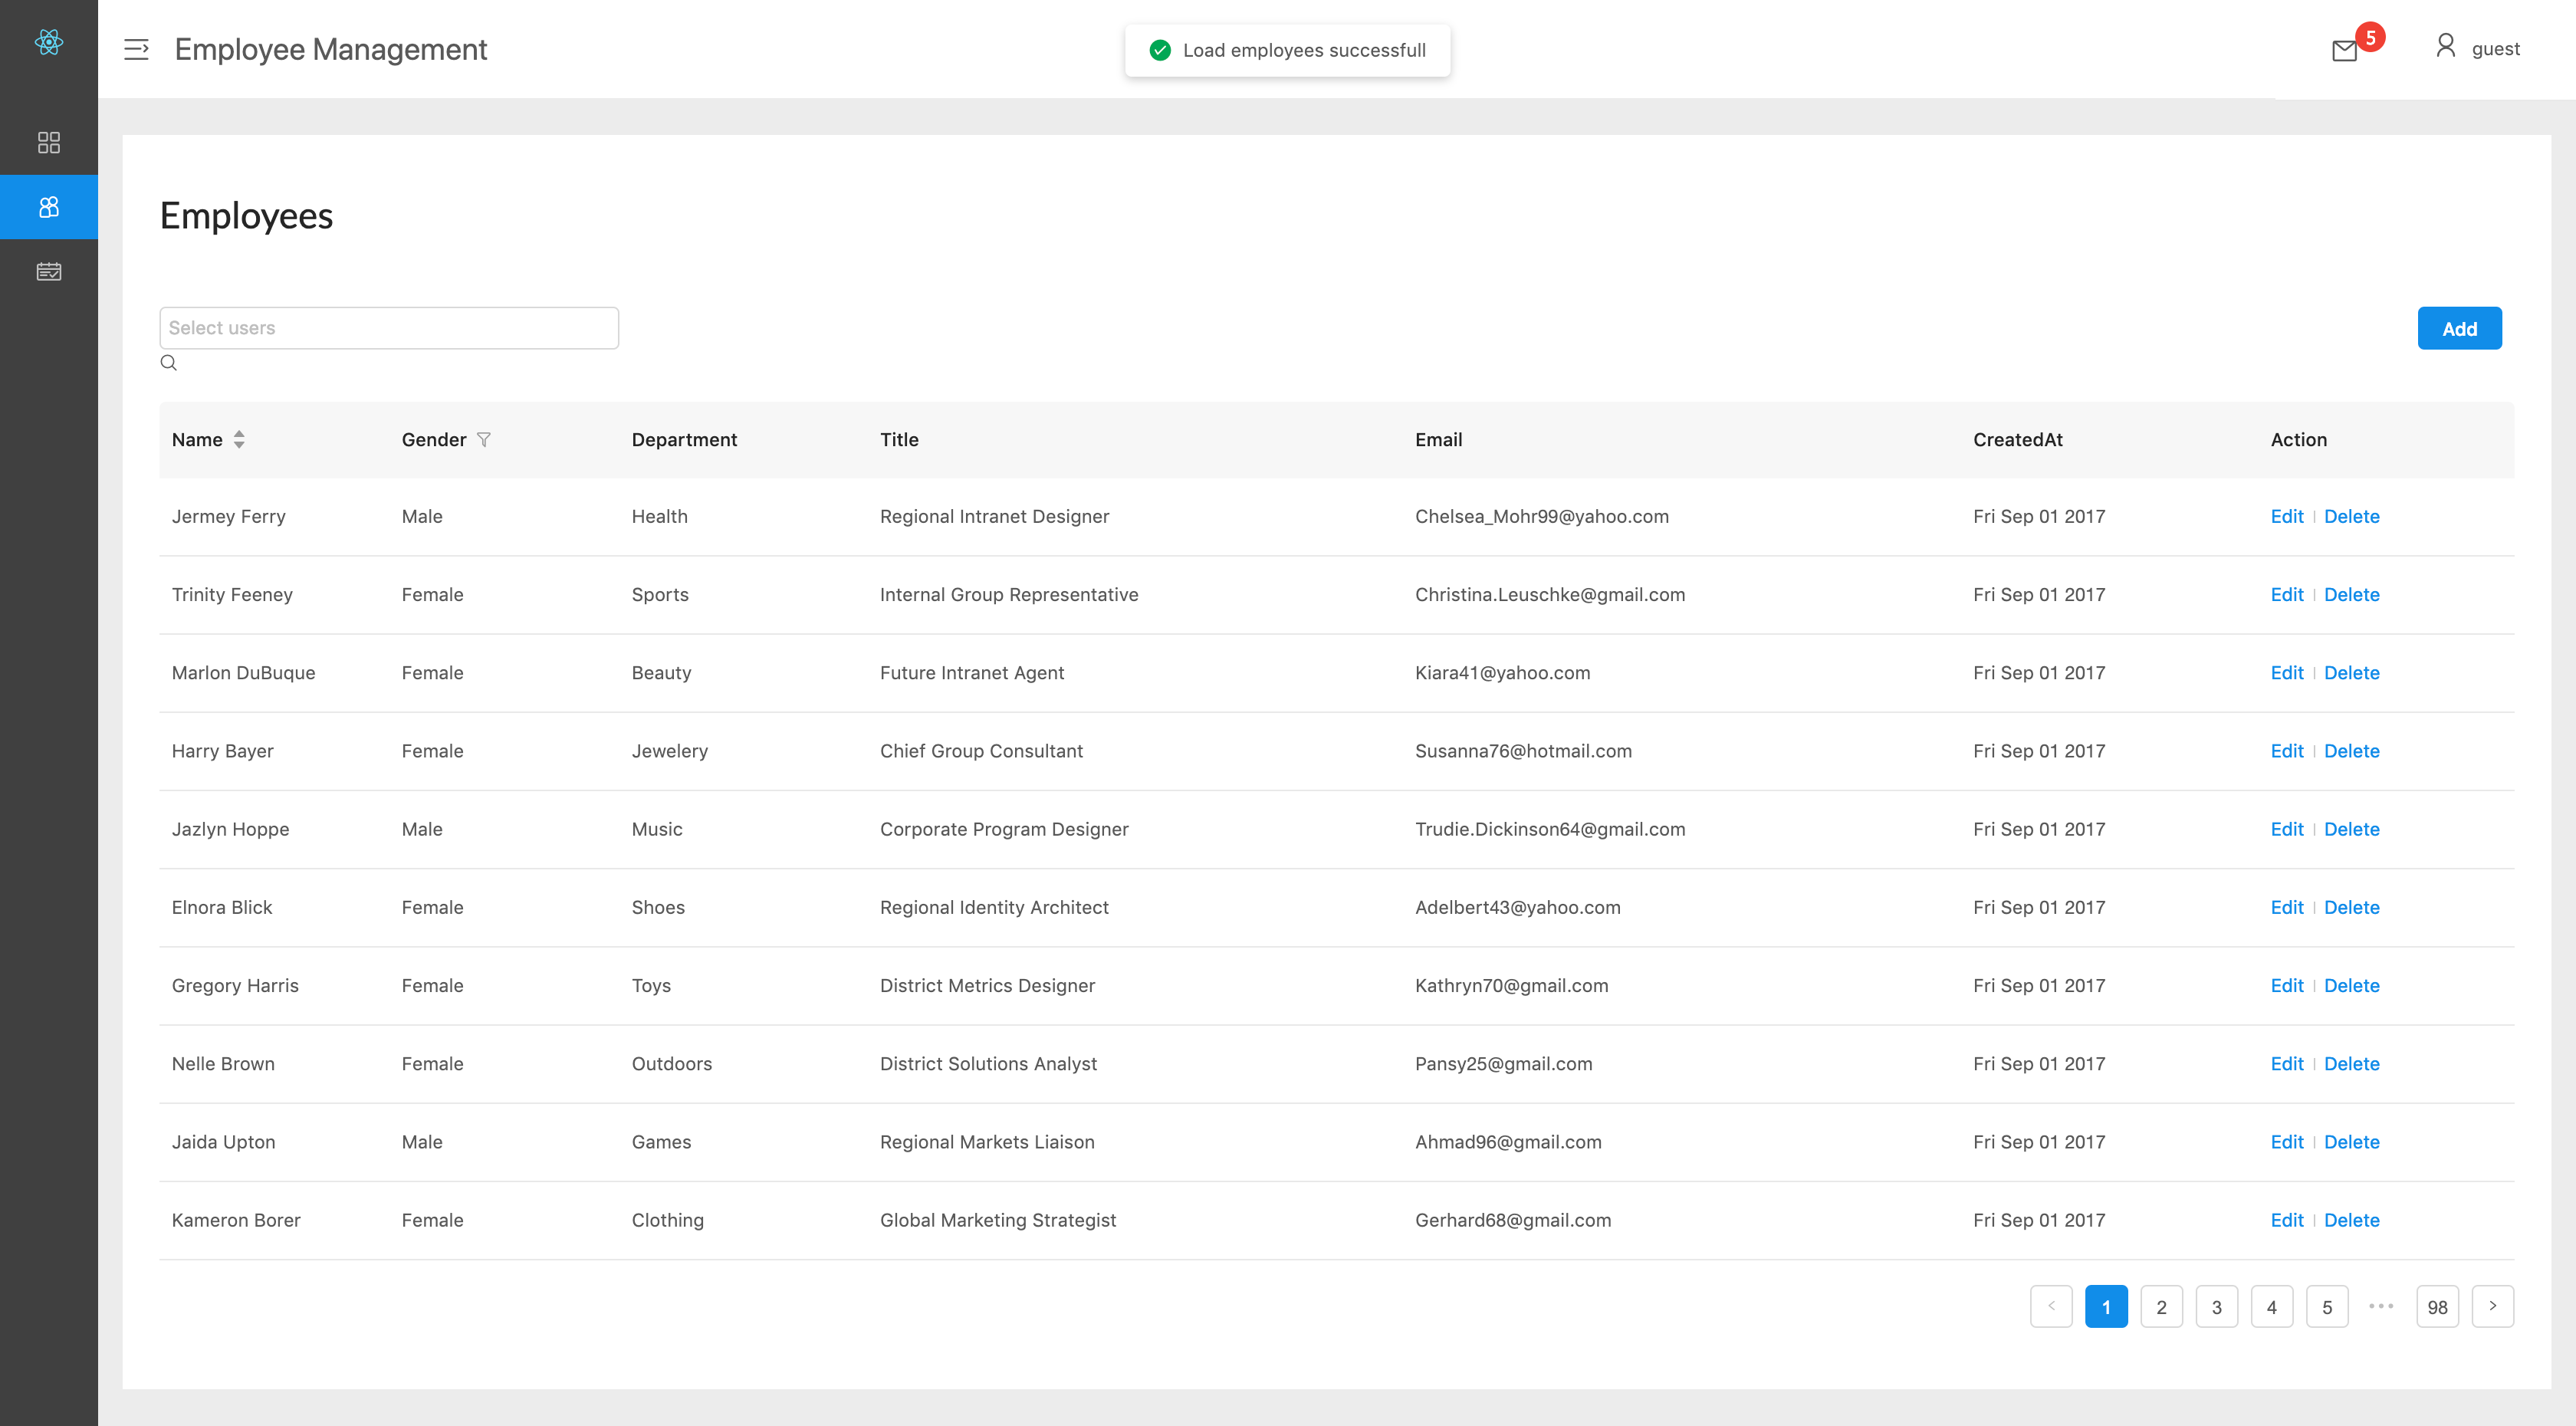 Employee Management
Load employees successfull
5
guest
Employees
Select users
Add
Name Gender Department Title Email CreatedAt Action
Jermey Ferry Male Health Regional Intranet Designer Chelsea_Mohr99@yahoo.com Fri Sep 01 2017 Edit Delete
Trinity Feeney Female Sports Internal Group Representative Christina.Leuschke@gmail.com Fri Sep 01 2017 Edit Delete
Marlon DuBuque Female Beauty Future Intranet Agent Kiara41@yahoo.com Fri Sep 01 2017 Edit Delete
Harry Bayer Female Jewelery Chief Group Consultant Susanna76@hotmail.com Fri Sep 01 2017 Edit Delete
Jazlyn Hoppe Male Music Corporate Program Designer Trudie.Dickinson64@gmail.com Fri Sep 01 2017 Edit Delete
Elnora Blick Female Shoes Regional Identity Architect Adelbert43@yahoo.com Fri Sep 01 2017 Edit Delete
Gregory Harris Female Toys District Metrics Designer Kathryn70@gmail.com Fri Sep 01 2017 Edit Delete
Nelle Brown Female Outdoors District Solutions Analyst Pansy25@gmail.com Fri Sep 01 2017 Edit Delete
Jaida Upton Male Games Regional Markets Liaison Ahmad96@gmail.com Fri Sep 01 2017 Edit Delete
Kameron Borer Female Clothing Global Marketing Strategist Gerhard68@gmail.com Fri Sep 01 2017 Edit Delete
< 1 2 3 4 5 ••• 98 >